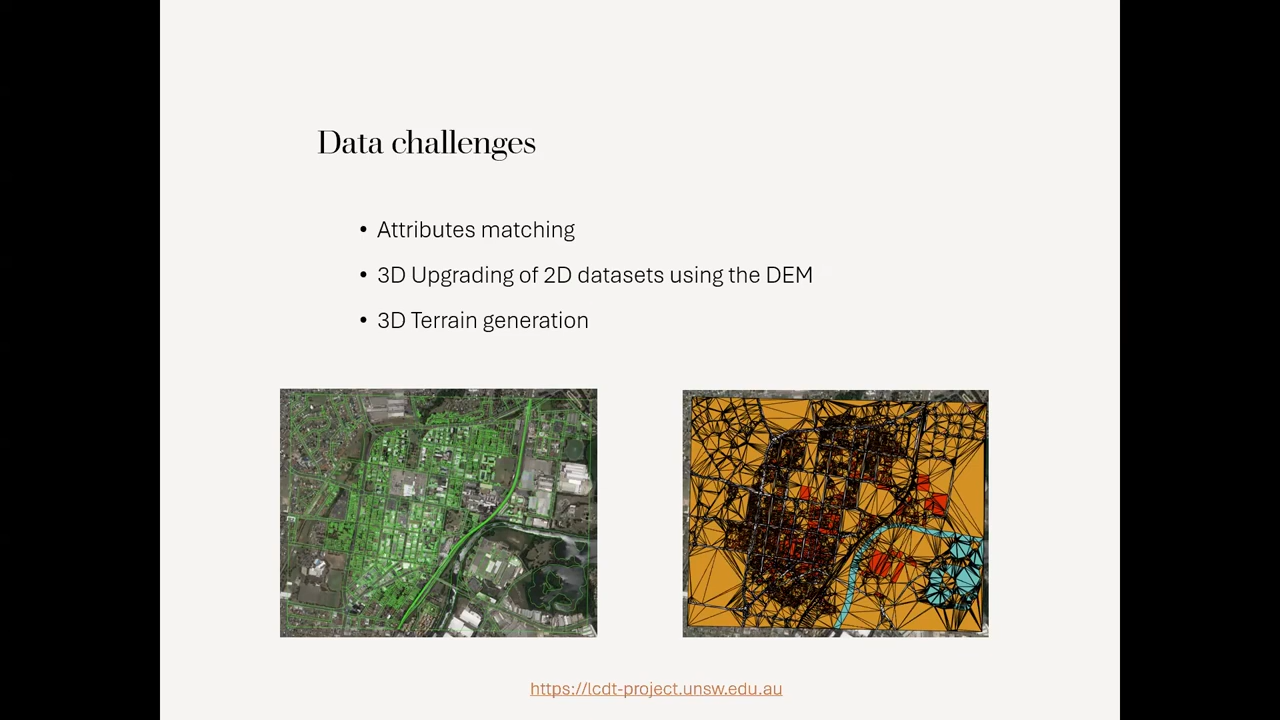 Data challenges
• Attributes matching
• 3D Upgrading of 2D datasets using the DEM
• 3D Terrain generation
https://lcdt-project.unsw.edu.au